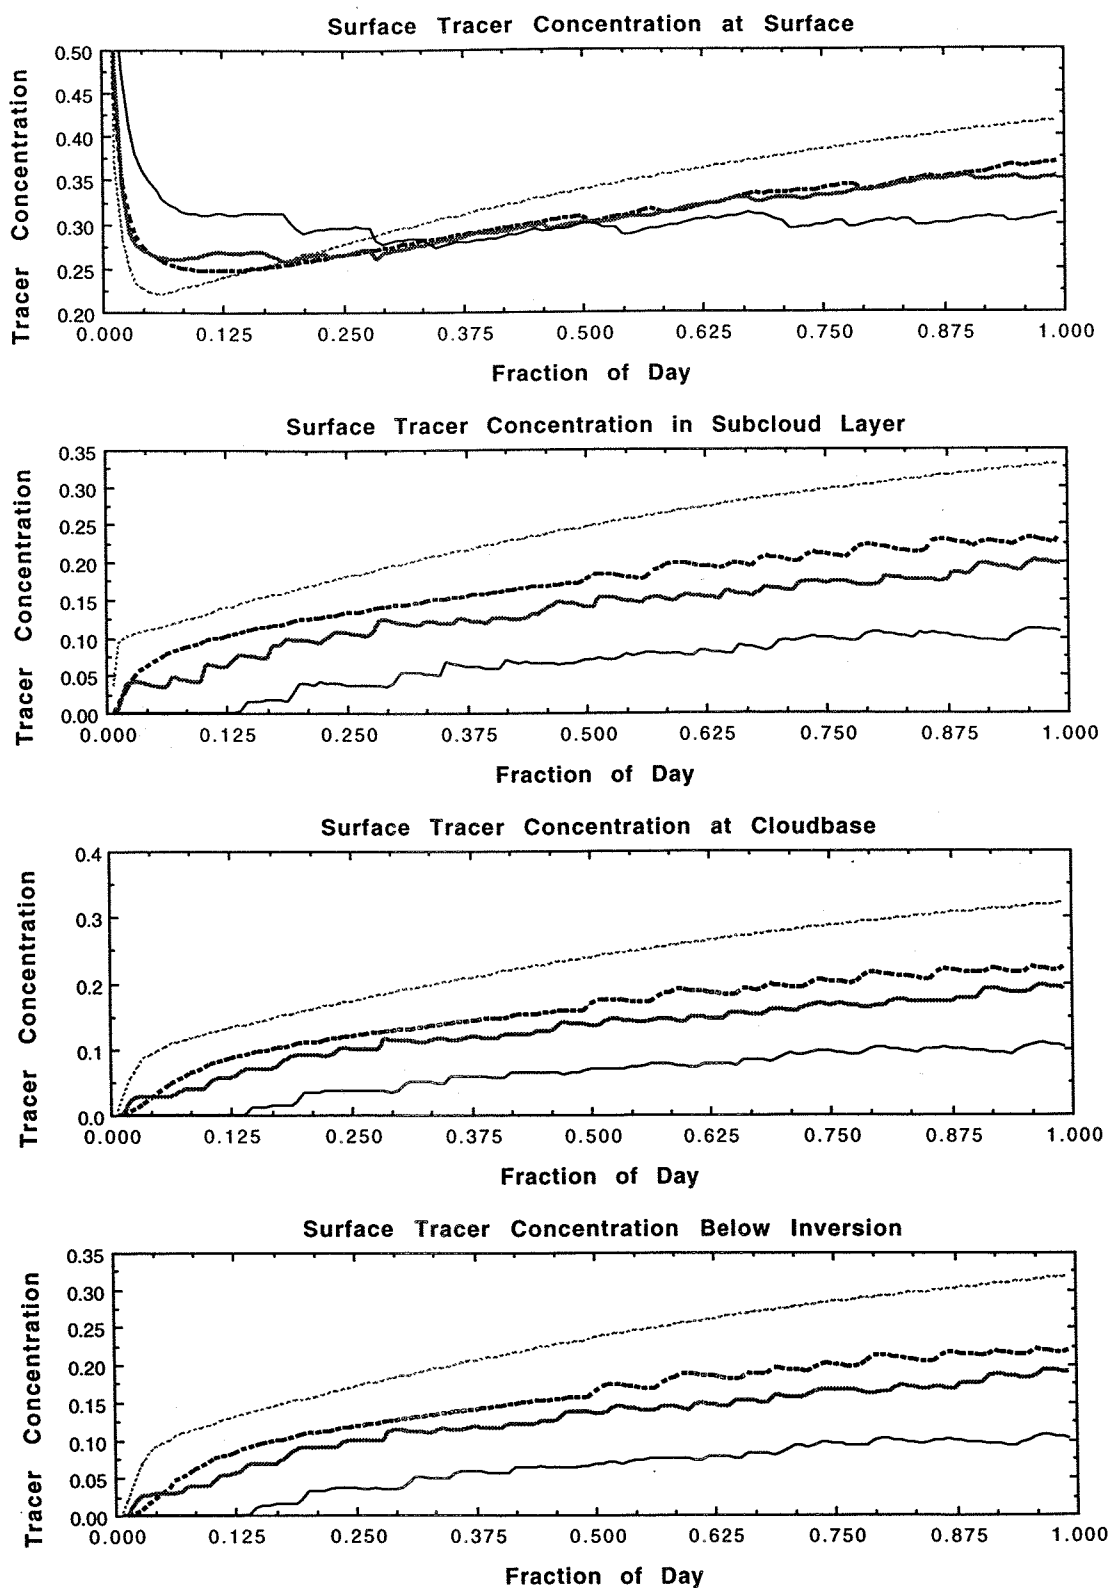 Surface Tracer Concentration at Surface
Tracer Concentration
0.50
0.45
0.40
0.35
0.30
0.25
0.20
0.000 0.125 0.250 0.375 0.500 0.625 0.750 0.875 1.000
Fraction of Day
Surface Tracer Concentration in Subcloud Layer
Tracer Concentration
0.35
0.30
0.25
0.20
0.15
0.10
0.05
0.00
0.000 0.125 0.250 0.375 0.500 0.625 0.750 0.875 1.000
Fraction of Day
Surface Tracer Concentration at Cloudbase
Tracer Concentration
0.4
0.3
0.2
0.1
0.0
0.000 0.125 0.250 0.375 0.500 0.625 0.750 0.875 1.000
Fraction of Day
Surface Tracer Concentration Below Inversion
Tracer Concentration
0.35
0.30
0.25
0.20
0.15
0.10
0.05
0.00
0.000 0.125 0.250 0.375 0.500 0.625 0.750 0.875 1.000
Fraction of Day